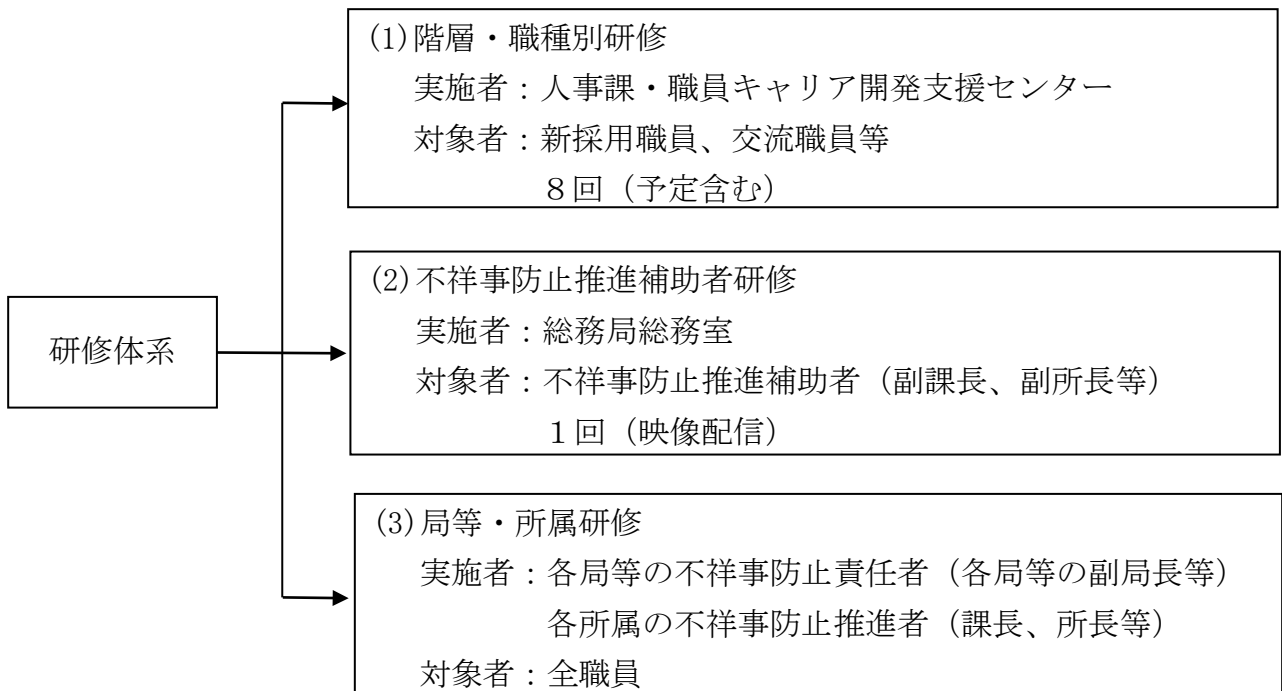 研修体系
(1)階層・職種別研修
実施者：人事課・職員キャリア開発支援センター
対象者：新採用職員、交流職員等
８回（予定含む）
(2)不祥事防止推進補助者研修
実施者：総務局総務室
対象者：不祥事防止推進補助者（副課長、副所長等）
１回（映像配信）
(3)局等・所属研修
実施者：各局等の不祥事防止責任者（各局等の副局長等）
各所属の不祥事防止推進者（課長、所長等）
対象者：全職員